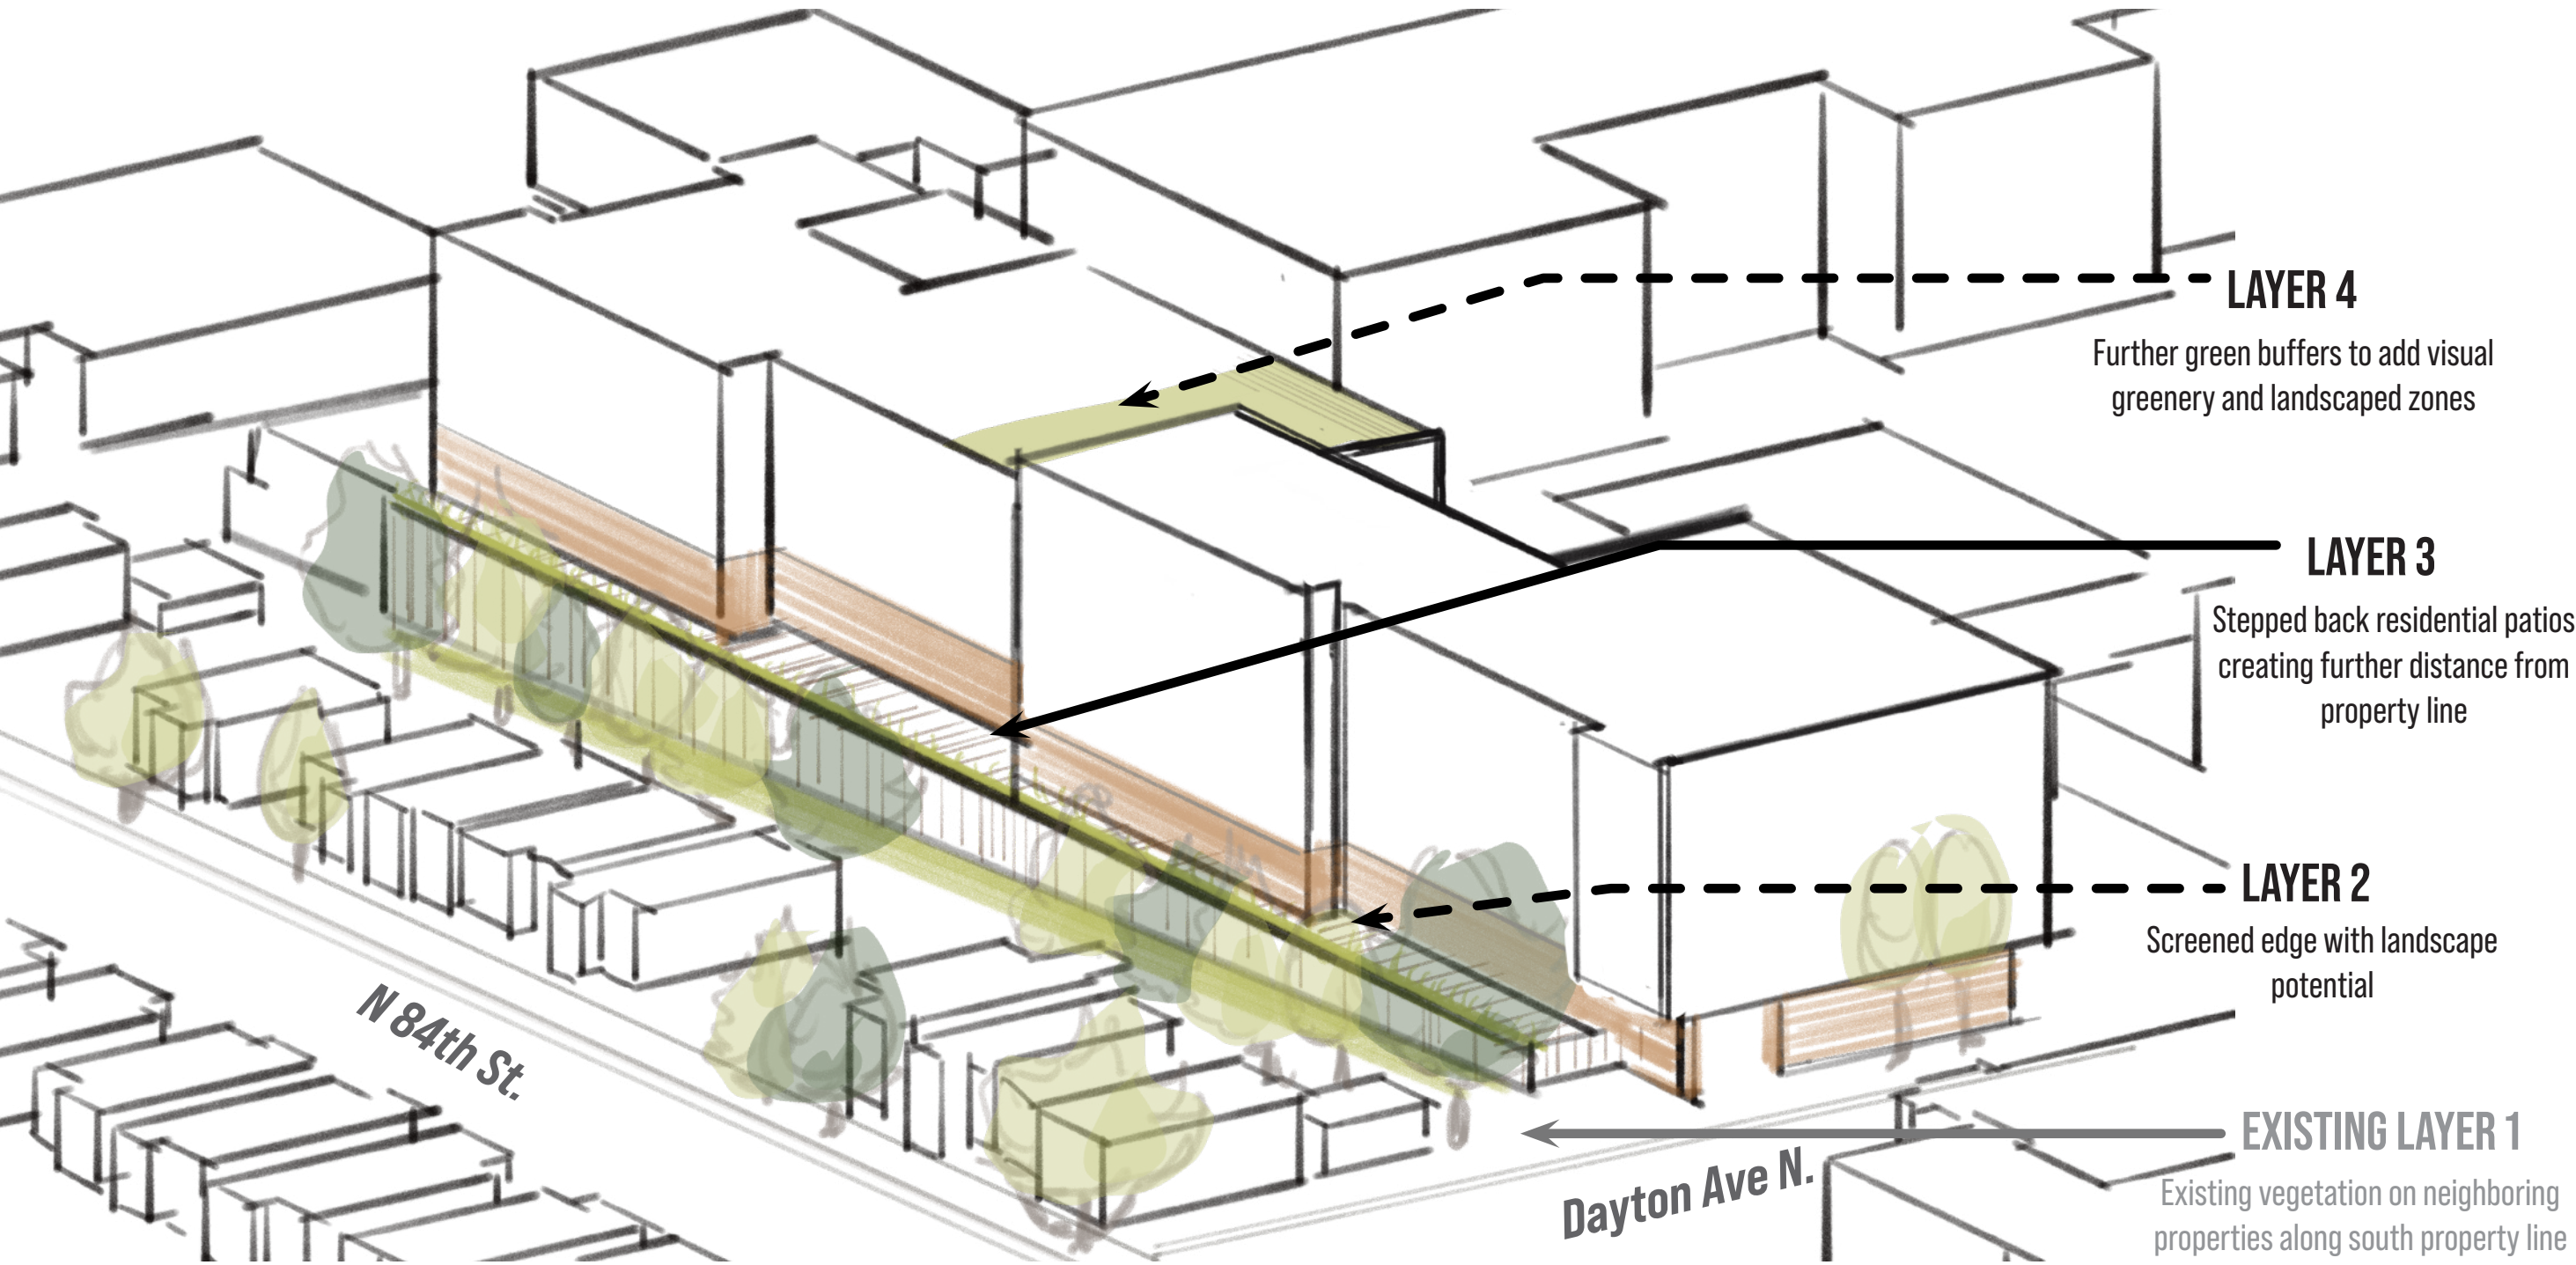 LAYER 4
Further green buffers to add visual
greenery and landscaped zones
LAYER 3
Stepped back residential patios
creating further distance from
property line
LAYER 2
Screened edge with landscape
potential
EXISTING LAYER 1
Existing vegetation on neighboring
properties along south property line
N 84th St.
Dayton Ave N.